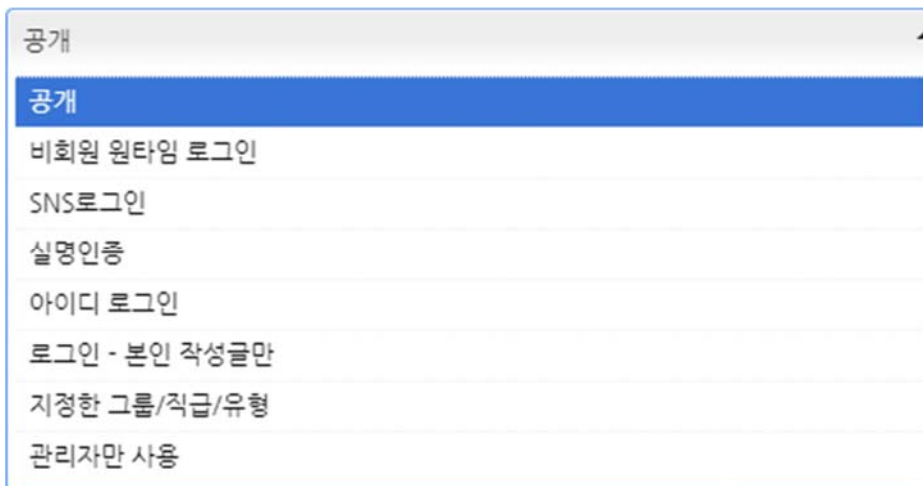 공개
공개
비회원 원타임 로그인
SNS로그인
실명인증
아이디 로그인
로그인 - 본인 작성글만
지정한 그룹/직급/유형
관리자만 사용